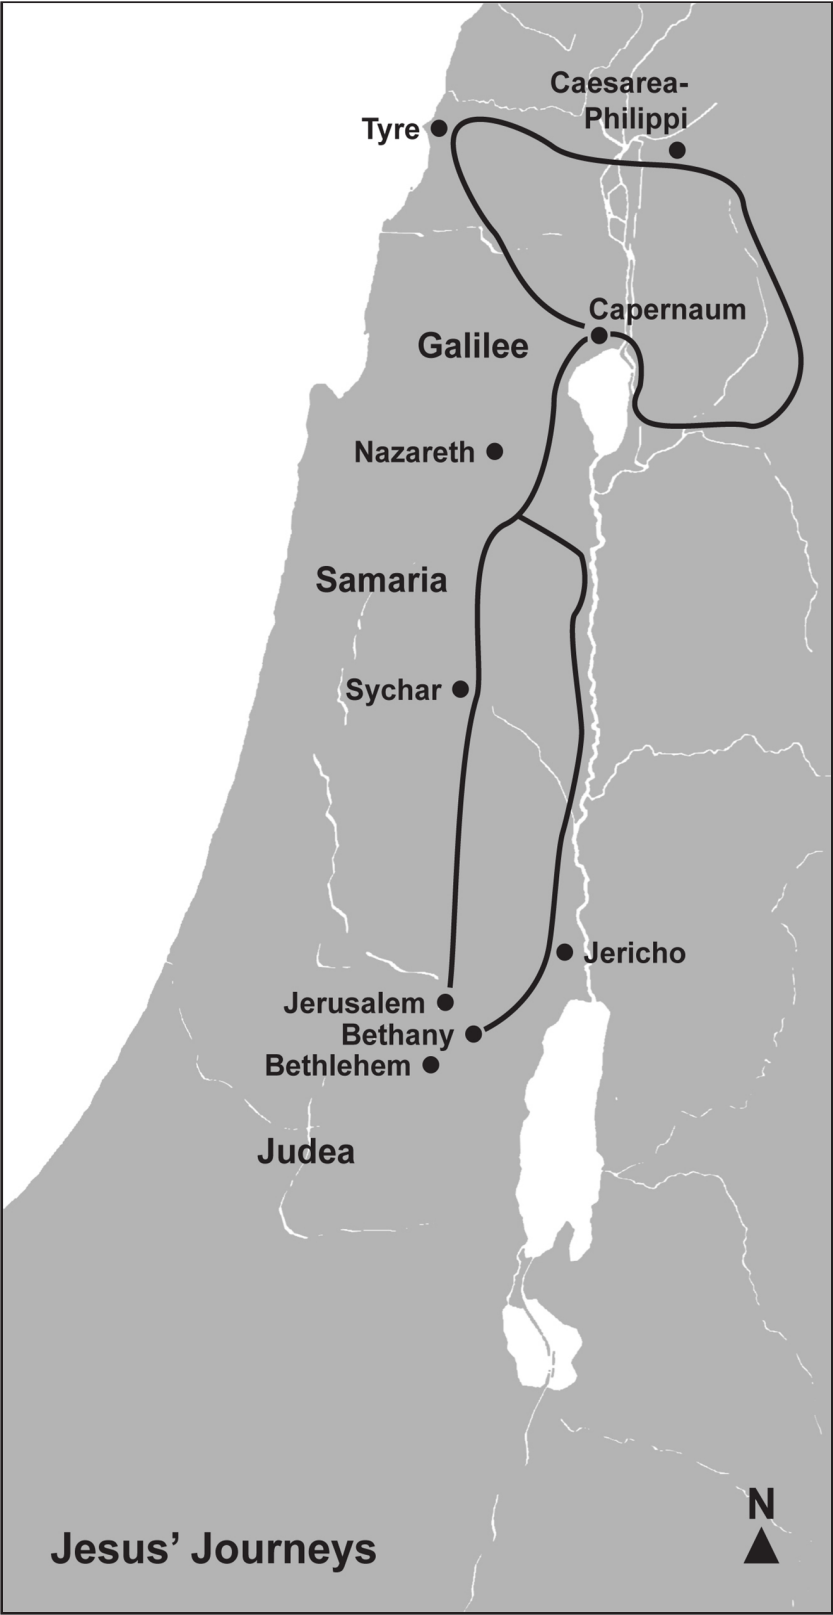 Caesarea-
Philippi
Tyre
Capernaum
Galilee
Nazareth
Samaria
Sychar
Jericho
Jerusalem
Bethany
Bethlehem
Judea
N
Jesus’ Journeys